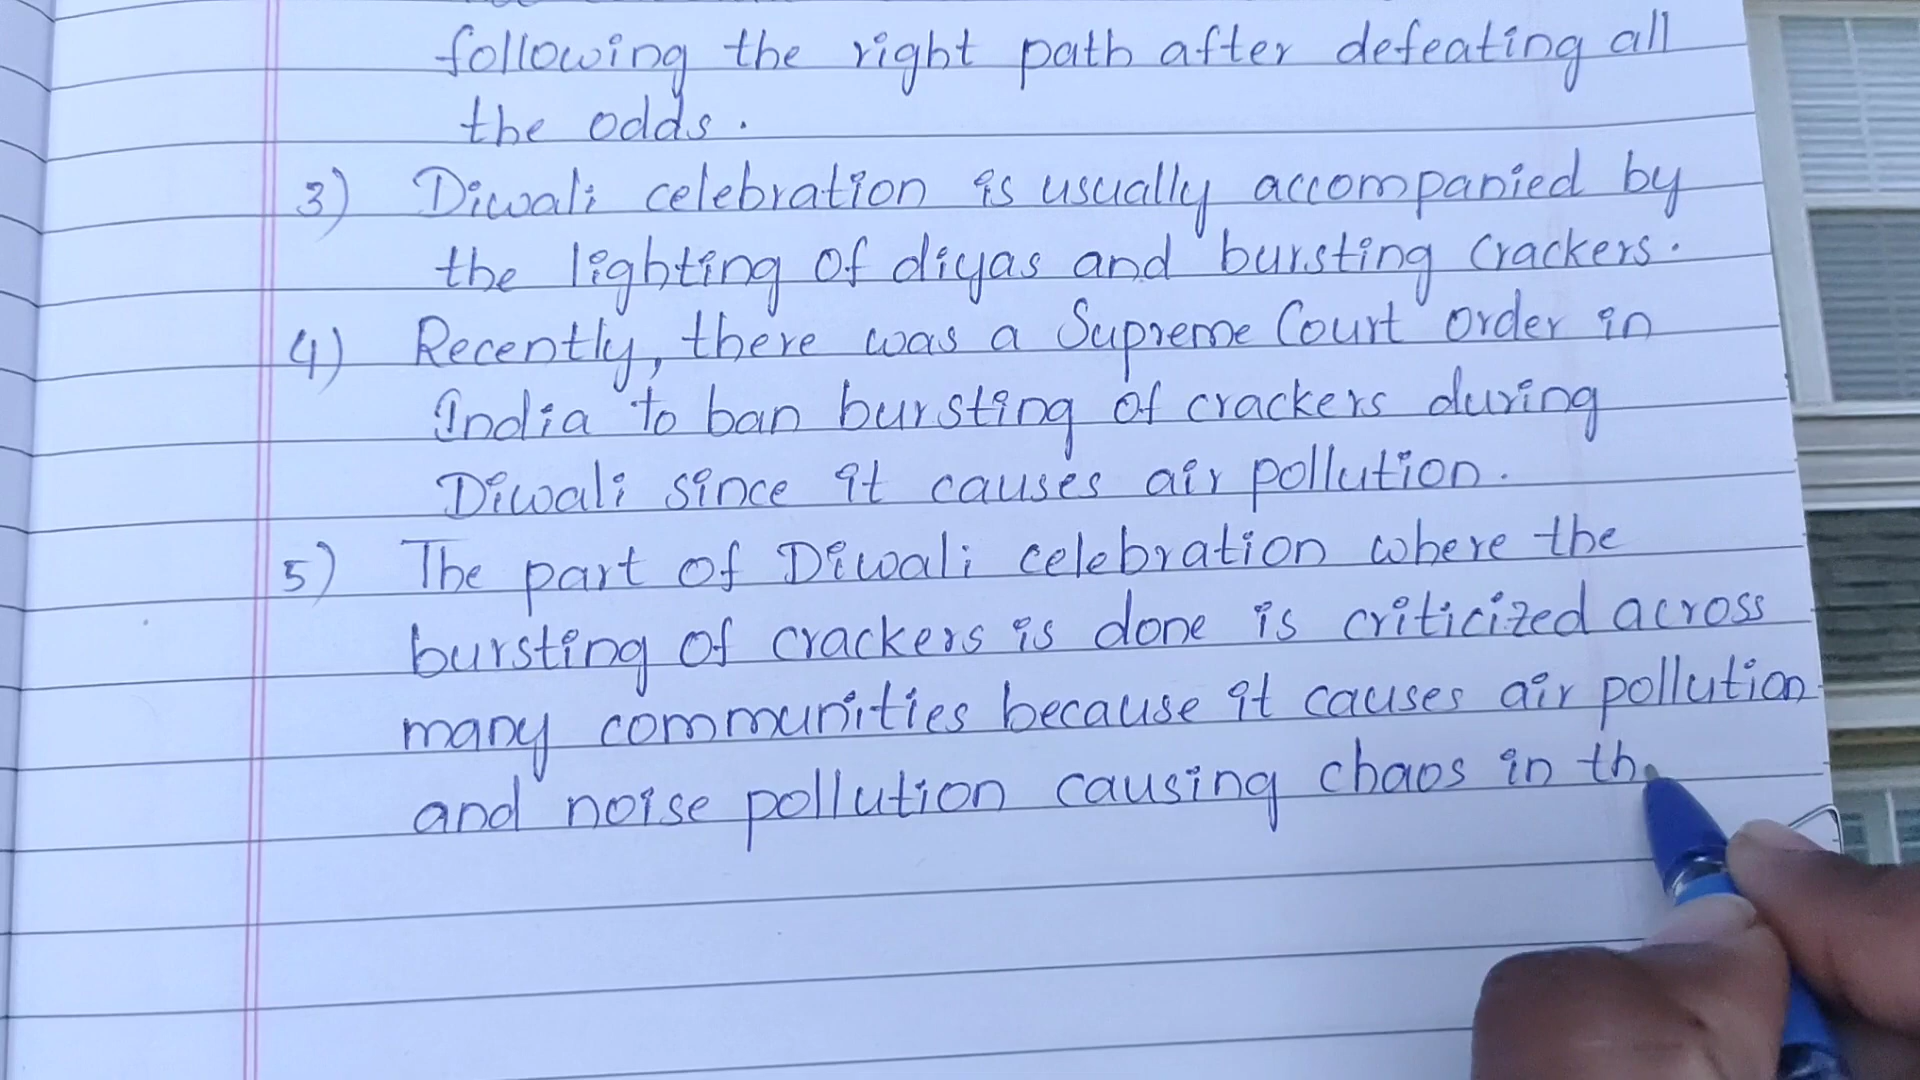 following the right path after defeating all
the odds.
3) Diwali celebration is usually accompanied by
the lighting of diyas and bursting crackers.
4) Recently, there was a Supreme Court order in
India to ban bursting of crackers during
Diwali since it causes air pollution.
5) The part of Diwali celebration where the
bursting of crackers is done is criticized across
many communities because it causes air pollution
and noise pollution causing chaos in th